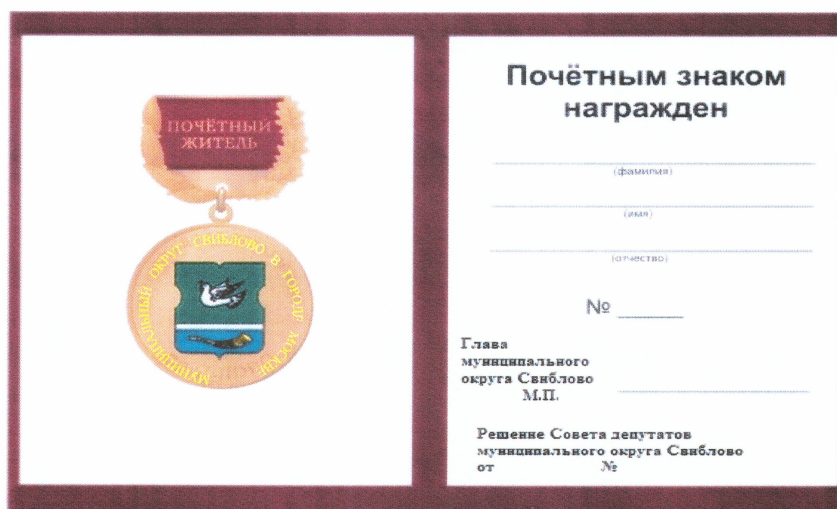 ПОЧЁТНЫЙ
ЖИТЕЛЬ
МУНИЦИПАЛЬНЫЙ ОКРУГ СВИБЛОВО В ГОРОДЕ МОСКВЕ
Почётным знаком
награжден
(фамилия)
(имя)
(отчество)
№
Глава
муниципального
округа Свиблово
М.П.
Решение Совета депутатов
муниципального округа Свиблово
от №